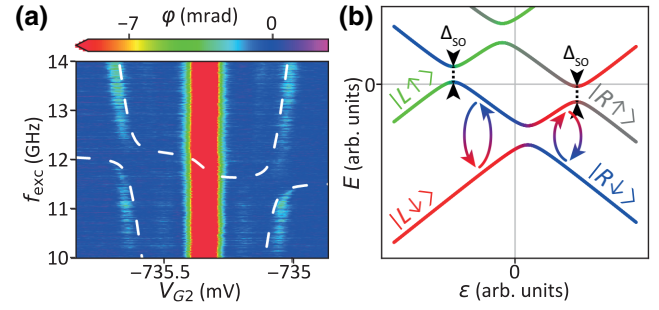 (a)
φ (mrad)
−7
0
14
13
12
11
10
f_exc (GHz)
−735.5
−735
V_G2 (mV)
(b)
Δ_so
Δ_so
0
|L↑⟩
|R↑⟩
|L↓⟩
|R↓⟩
E (arb. units)
0
ε (arb. units)